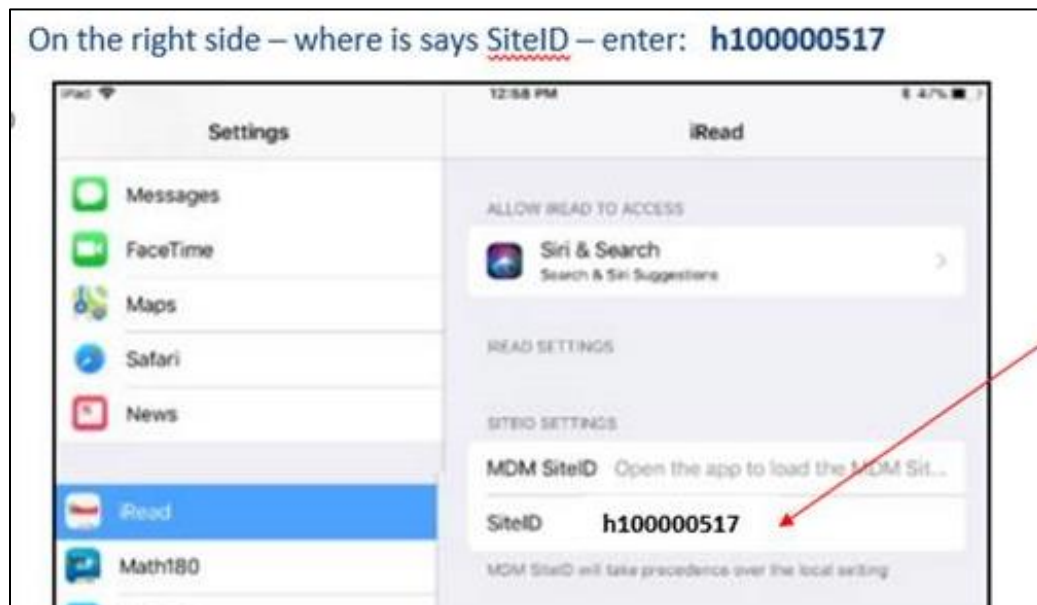 On the right side – where is says SiteID – enter: h100000517
iPad
12:58 PM
47%
Settings
iRead
Messages
FaceTime
Maps
Safari
News
iRead
Math180
ALLOW IREAD TO ACCESS
Siri & Search
Search & Siri Suggestions
IREAD SETTINGS
SITEID SETTINGS
MDM SiteID Open the app to load the MDM Sit...
SiteID h100000517
MDM SiteID will take precedence over the local setting